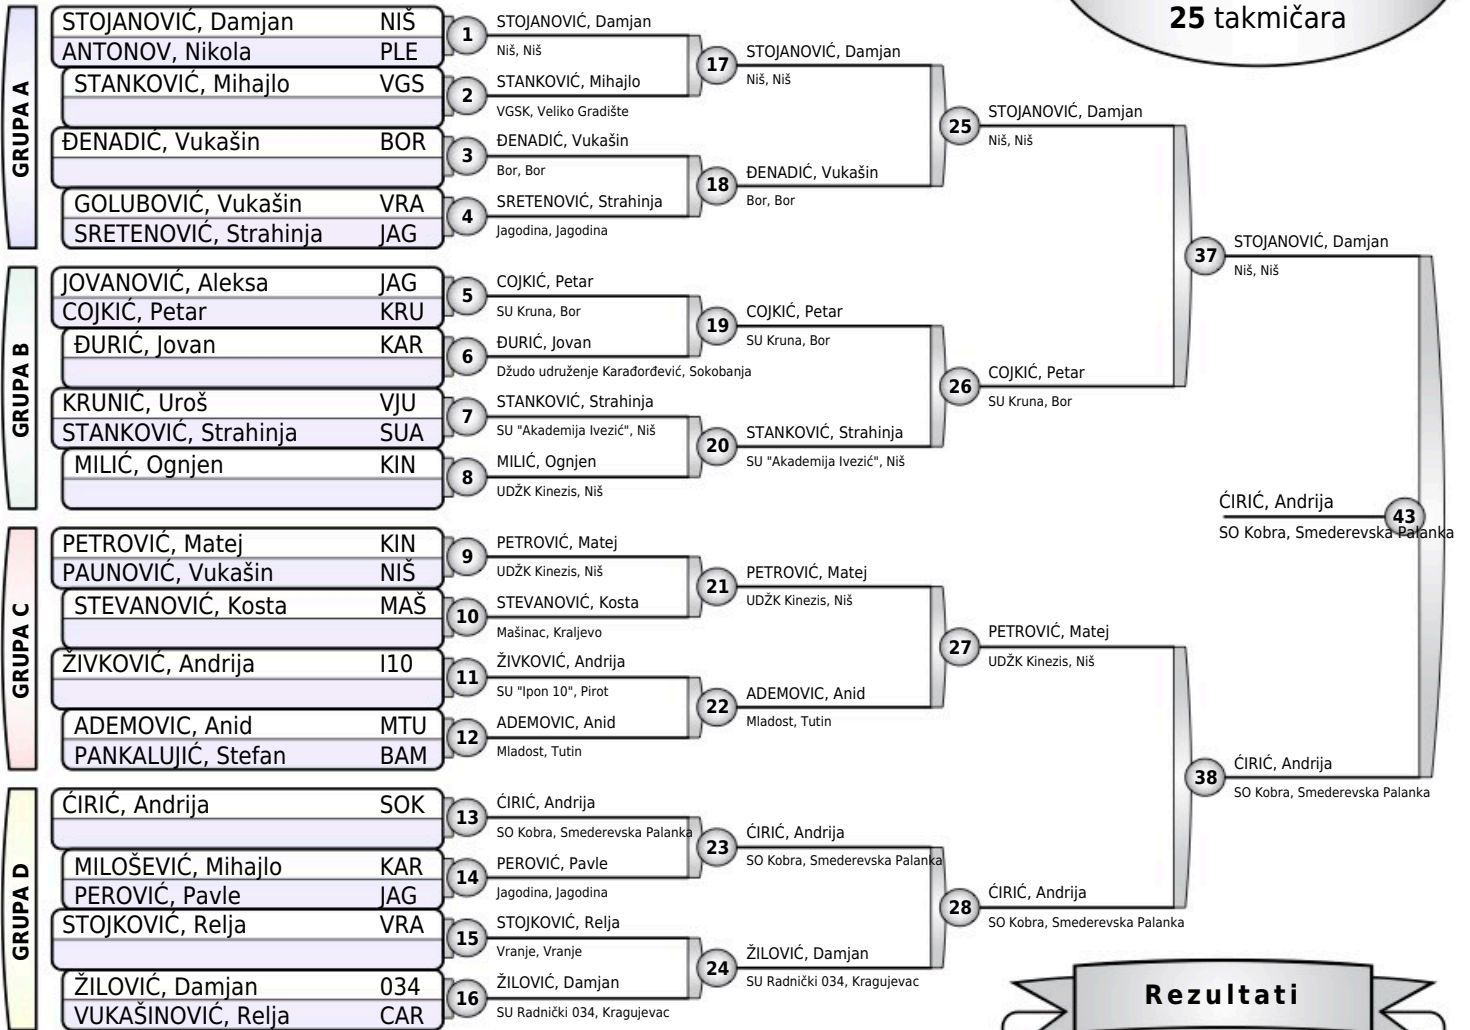 25 takmičara
GRUPA A
STOJANOVIĆ, Damjan NIŠ
ANTONOV, Nikola PLE
STANKOVIĆ, Mihajlo VGS
ĐENADIĆ, Vukašin BOR
GOLUBOVIĆ, Vukašin VRA
SRETENOVIĆ, Strahinja JAG
GRUPA B
JOVANOVIĆ, Aleksa JAG
COJKIĆ, Petar KRU
ĐURIĆ, Jovan KAR
KRUNIĆ, Uroš VJU
STANKOVIĆ, Strahinja SUA
MILIĆ, Ognjen KIN
GRUPA C
PETROVIĆ, Matej KIN
PAUNOVIĆ, Vukašin NIŠ
STEVANOVIĆ, Kosta MAŠ
ŽIVKOVIĆ, Andrija I10
ADEMOVIC, Anid MTU
PANKALUJIĆ, Stefan BAM
GRUPA D
ĆIRIĆ, Andrija SOK
MILOŠEVIĆ, Mihajlo KAR
PEROVIĆ, Pavle JAG
STOJKOVIĆ, Relja VRA
ŽILOVIĆ, Damjan 034
VUKAŠINOVIĆ, Relja CAR
1 STOJANOVIĆ, Damjan
Niš, Niš
2 STANKOVIĆ, Mihajlo
VGSK, Veliko Gradište
3 ĐENADIĆ, Vukašin
Bor, Bor
4 SRETENOVIĆ, Strahinja
Jagodina, Jagodina
5 COJKIĆ, Petar
SU Kruna, Bor
6 ĐURIĆ, Jovan
Džudo udruženje Karađorđević, Sokobanja
7 STANKOVIĆ, Strahinja
SU "Akademija Ivezić", Niš
8 MILIĆ, Ognjen
UDŽK Kinezis, Niš
9 PETROVIĆ, Matej
UDŽK Kinezis, Niš
10 STEVANOVIĆ, Kosta
Mašinac, Kraljevo
11 ŽIVKOVIĆ, Andrija
SU "Ipon 10", Pirot
12 ADEMOVIC, Anid
Mladost, Tutin
13 ĆIRIĆ, Andrija
SO Kobra, Smederevska Palanka
14 PEROVIĆ, Pavle
Jagodina, Jagodina
15 STOJKOVIĆ, Relja
Vranje, Vranje
16 ŽILOVIĆ, Damjan
SU Radnički 034, Kragujevac
17 STOJANOVIĆ, Damjan
Niš, Niš
18 ĐENADIĆ, Vukašin
Bor, Bor
19 COJKIĆ, Petar
SU Kruna, Bor
20 STANKOVIĆ, Strahinja
SU "Akademija Ivezić", Niš
21 PETROVIĆ, Matej
UDŽK Kinezis, Niš
22 ADEMOVIC, Anid
Mladost, Tutin
23 ĆIRIĆ, Andrija
SO Kobra, Smederevska Palanka
24 ŽILOVIĆ, Damjan
SU Radnički 034, Kragujevac
25 STOJANOVIĆ, Damjan
Niš, Niš
26 COJKIĆ, Petar
SU Kruna, Bor
27 PETROVIĆ, Matej
UDŽK Kinezis, Niš
28 ĆIRIĆ, Andrija
SO Kobra, Smederevska Palanka
37 STOJANOVIĆ, Damjan
Niš, Niš
38 ĆIRIĆ, Andrija
SO Kobra, Smederevska Palanka
ĆIRIĆ, Andrija 43
SO Kobra, Smederevska Palanka
Rezultati